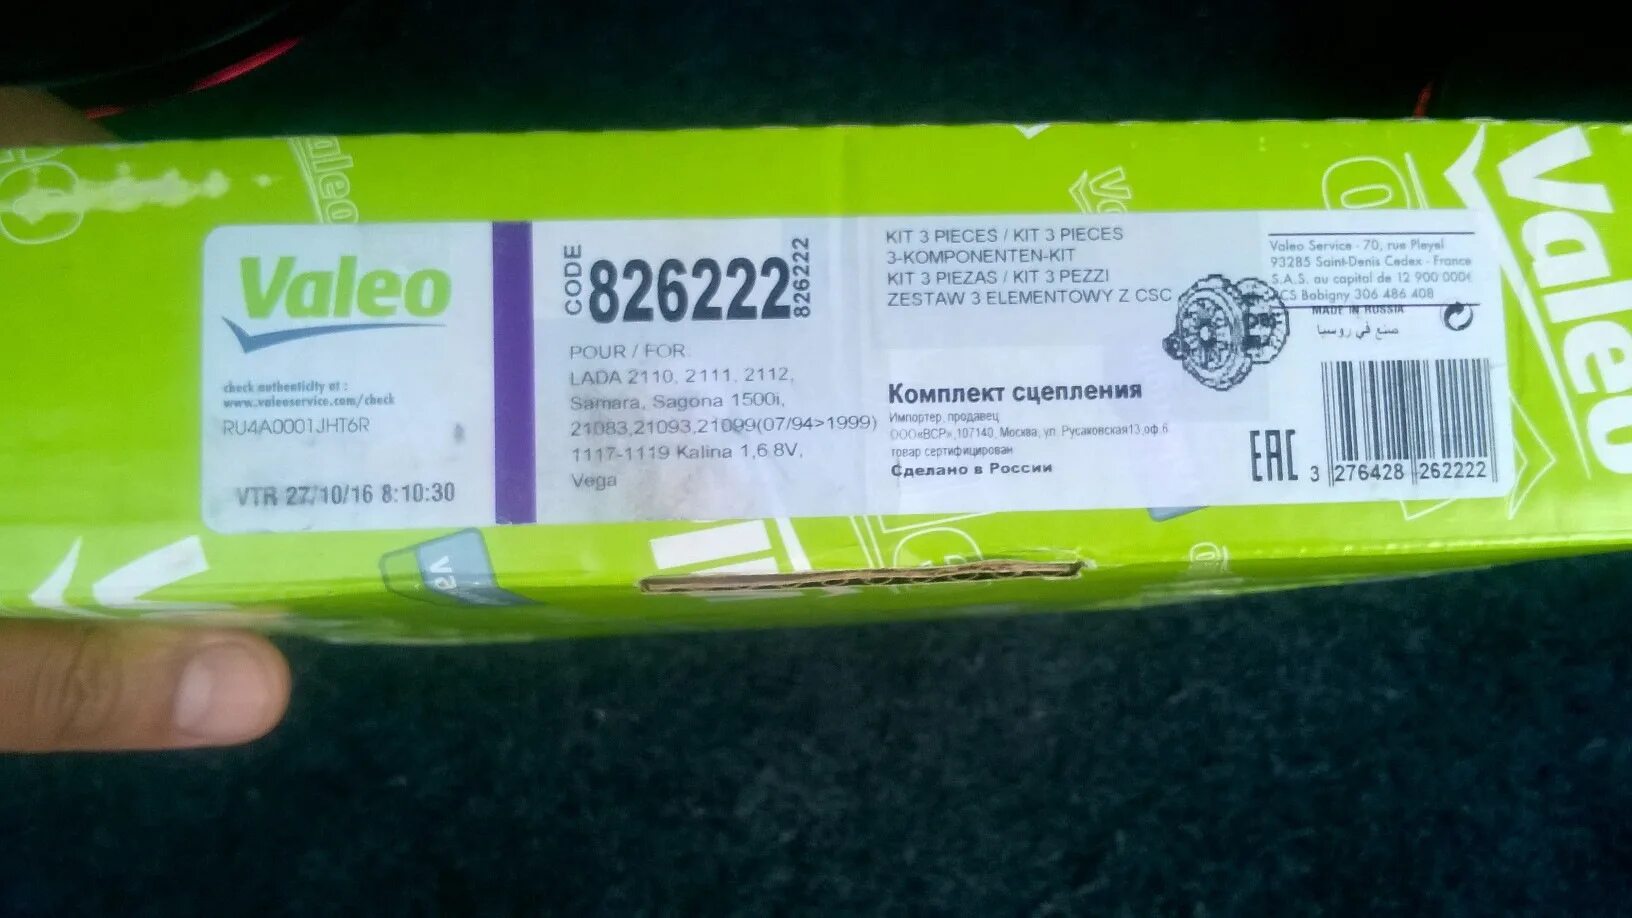 Valeo
check authenticity at :
www.valeoservice.com/check
RU4A0001JHT6R
VTR 27/10/16 8:10:30
CODE
826222
826222
POUR / FOR:
LADA 2110, 2111, 2112,
Samara, Sagona 1500i,
21083,21093,21099(07/94>1999)
1117-1119 Kalina 1,6 8V,
Vega
KIT 3 PIECES / KIT 3 PIECES
3-KOMPONENTEN-KIT
KIT 3 PIEZAS / KIT 3 PEZZI
ZESTAW 3 ELEMENTOWY Z CSC
Комплект сцепления
Импортер, продавец
ООО«ВСР»,107140, Москва, ул. Русаковская13,оф.6
товар сертифицирован
Сделано в России
Valeo Service - 70, rue Pleyel
93285 Saint-Denis Cedex - France
S.A.S. au capital de 12 900 000€
RCS Bobigny 306 486 408
MADE IN RUSSIA
صنع في روسيا
EAC
3 276428 262222
Valeo
Valeo